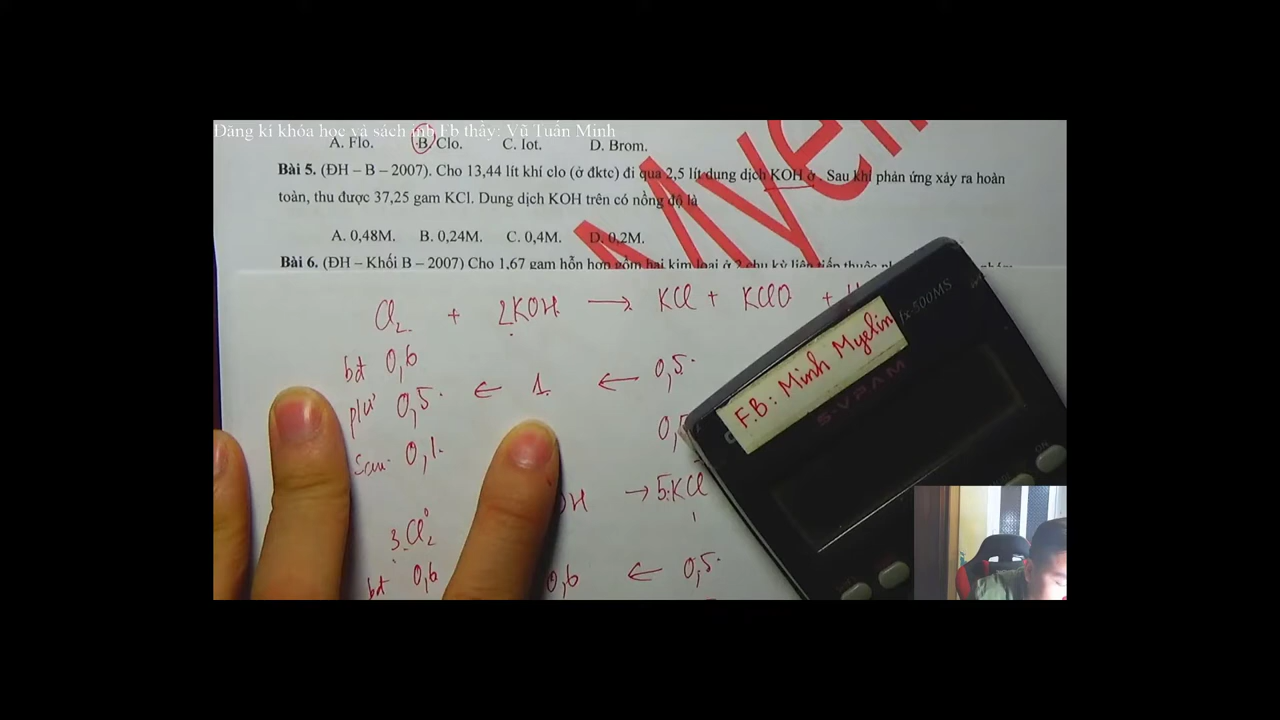 Đăng kí khóa học và sách mb Fb thầy: Vũ Tuấn Minh
A. Flo. B. Clo. C. Iot. D. Brom.
Bài 5. (ĐH – B – 2007). Cho 13,44 lít khí clo (ở đktc) đi qua 2,5 lít dung dịch KOH ở . Sau khi phản ứng xảy ra hoàn
toàn, thu được 37,25 gam KCl. Dung dịch KOH trên có nồng độ là
A. 0,48M. B. 0,24M. C. 0,4M. D. 0,2M.
Bài 6. (ĐH – Khối B – 2007) Cho 1,67 gam hỗn hợp gồm hai kim loại ở 2 chu kỳ liên tiếp thuộc
Cl₂ + 2KOH → KCl + KClO +
bđ 0,6
pứ 0,5 ← 1 ← 0,5
Sau 0,1
3Cl₂⁰ → 5KCl
bđ 0,6 0,6 ← 0,5
Myelin
fx-500MS
F.B: Minh Myelin
S-V.P.A.M.
ON